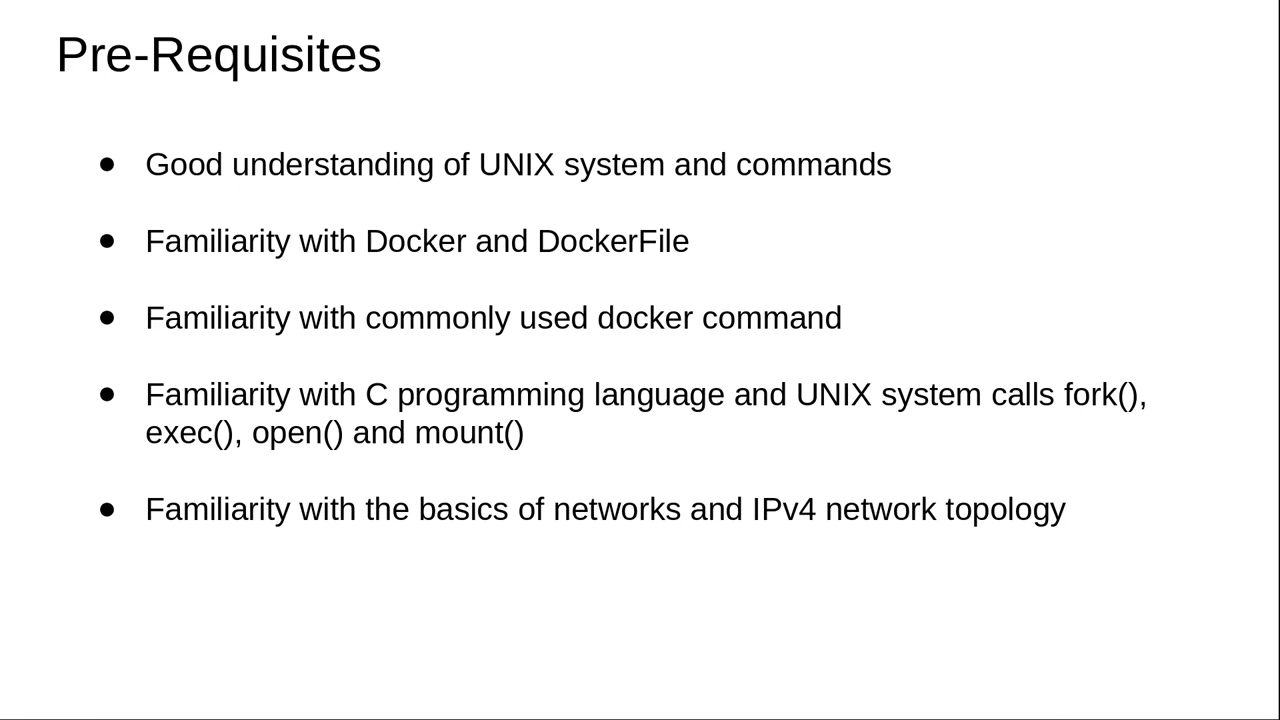 Pre-Requisites
● Good understanding of UNIX system and commands
● Familiarity with Docker and DockerFile
● Familiarity with commonly used docker command
● Familiarity with C programming language and UNIX system calls fork(),
exec(), open() and mount()
● Familiarity with the basics of networks and IPv4 network topology